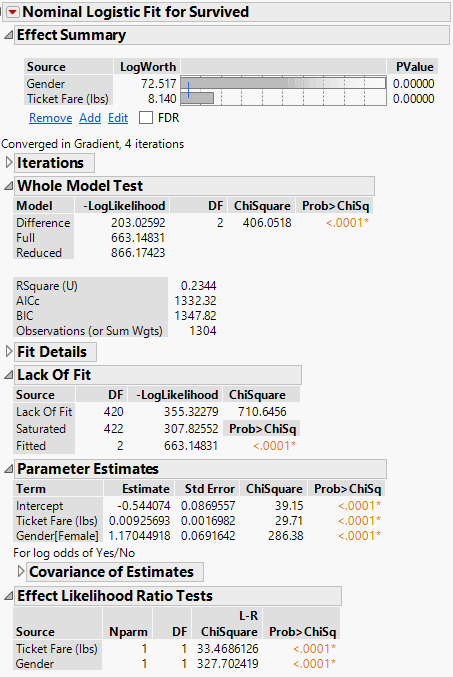 Nominal Logistic Fit for Survived
Effect Summary
Source LogWorth PValue
Gender 72.517 0.00000
Ticket Fare (lbs) 8.140 0.00000
Remove Add Edit FDR
Converged in Gradient, 4 iterations
Iterations
Whole Model Test
Model -LogLikelihood DF ChiSquare Prob>ChiSq
Difference 203.02592 2 406.0518 <.0001*
Full 663.14831
Reduced 866.17423
RSquare (U) 0.2344
AICc 1332.32
BIC 1347.82
Observations (or Sum Wgts) 1304
Fit Details
Lack Of Fit
Source DF -LogLikelihood ChiSquare
Lack Of Fit 420 355.32279 710.6456
Saturated 422 307.82552 Prob>ChiSq
Fitted 2 663.14831 <.0001*
Parameter Estimates
Term Estimate Std Error ChiSquare Prob>ChiSq
Intercept -0.544074 0.0869557 39.15 <.0001*
Ticket Fare (lbs) 0.00925693 0.0016982 29.71 <.0001*
Gender[Female] 1.17044918 0.0691642 286.38 <.0001*
For log odds of Yes/No
Covariance of Estimates
Effect Likelihood Ratio Tests
L-R
Source Nparm DF ChiSquare Prob>ChiSq
Ticket Fare (lbs) 1 1 33.4686126 <.0001*
Gender 1 1 327.702419 <.0001*